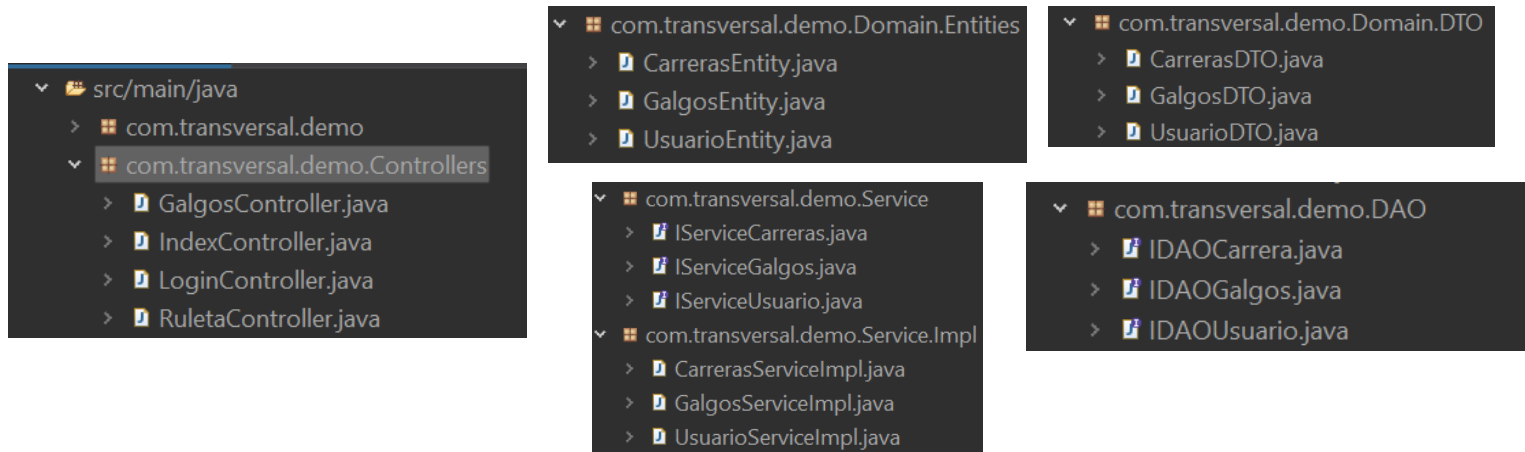 src/main/java
com.transversal.demo
com.transversal.demo.Controllers
GalgosController.java
IndexController.java
LoginController.java
RuletaController.java
com.transversal.demo.Domain.Entities
CarrerasEntity.java
GalgosEntity.java
UsuarioEntity.java
com.transversal.demo.Domain.DTO
CarrerasDTO.java
GalgosDTO.java
UsuarioDTO.java
com.transversal.demo.Service
IServiceCarreras.java
IServiceGalgos.java
IServiceUsuario.java
com.transversal.demo.Service.Impl
CarrerasServiceImpl.java
GalgosServiceImpl.java
UsuarioServiceImpl.java
com.transversal.demo.DAO
IDAOCarrera.java
IDAOGalgos.java
IDAOUsuario.java